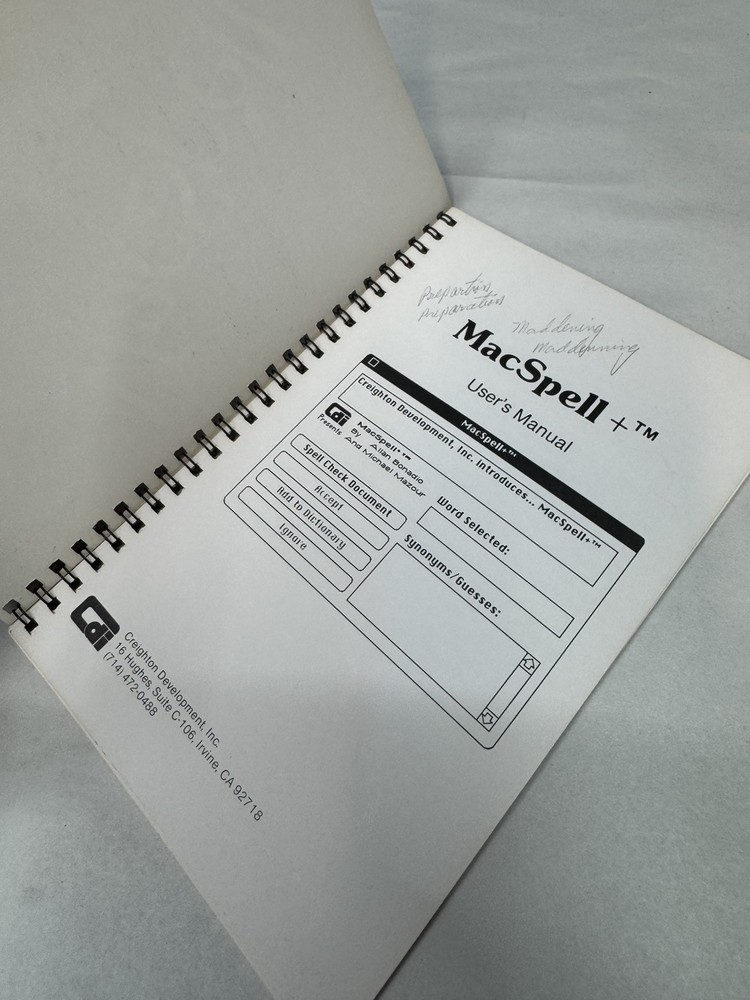 Prepartion
Preparation
Maddening
Maddenning
MacSpell +™
User's Manual
MacSpell+™
Creighton Development, Inc. introduces... MacSpell+™
cdi
Presents
MacSpell+™
By Allan Bonadio
And Michael Mazour
Spell Check Document
Accept
Add to Dictionary
Ignore
Word Selected:
Synonyms/Guesses:
cdi
Creighton Development, Inc.
16 Hughes, Suite C-106, Irvine, CA 92718
(714) 472-0488